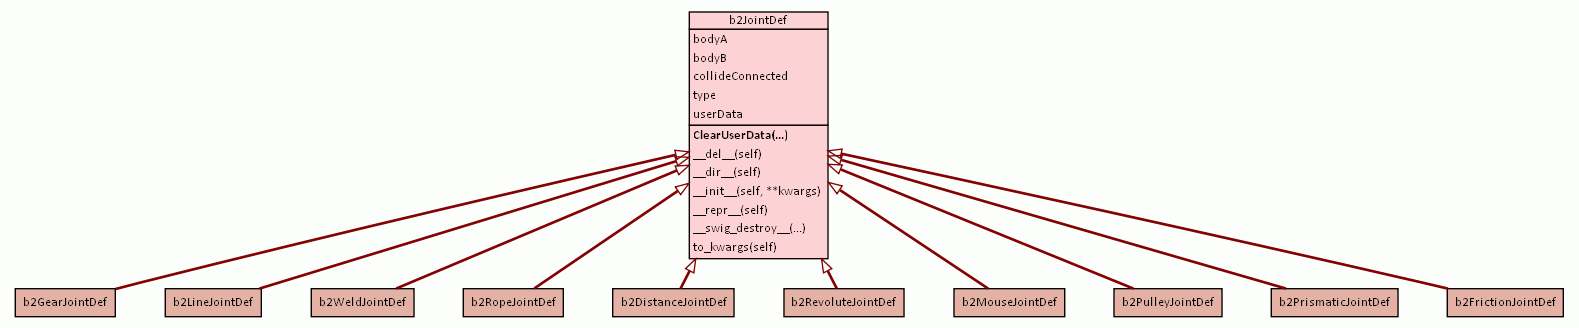 b2JointDef
bodyA
bodyB
collideConnected
type
userData
ClearUserData(...)
__del__(self)
__dir__(self)
__init__(self, **kwargs)
__repr__(self)
__swig_destroy__(...)
to_kwargs(self)
b2GearJointDef
b2LineJointDef
b2WeldJointDef
b2RopeJointDef
b2DistanceJointDef
b2RevoluteJointDef
b2MouseJointDef
b2PulleyJointDef
b2PrismaticJointDef
b2FrictionJointDef